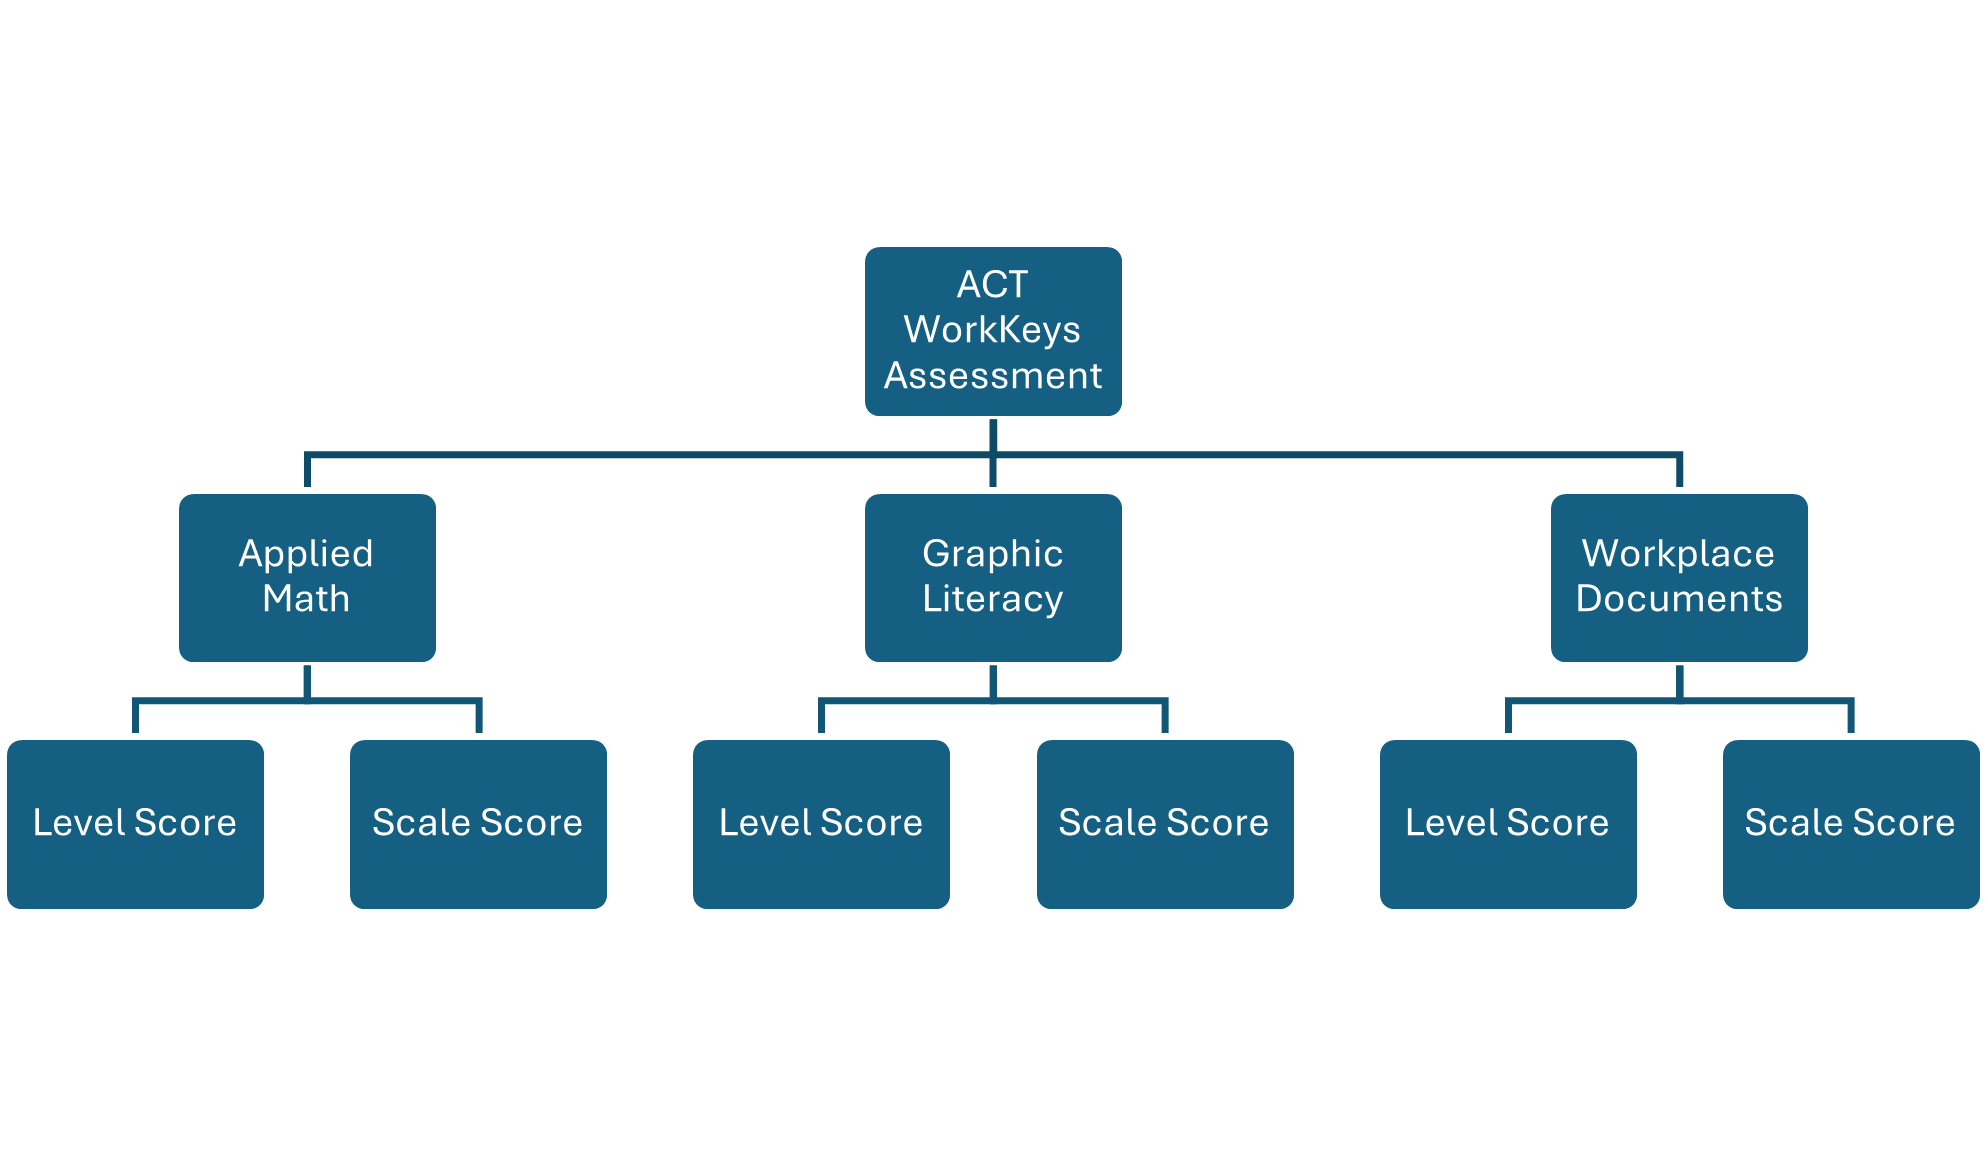 ACT
WorkKeys
Assessment
Applied
Math
Graphic
Literacy
Workplace
Documents
Level Score
Scale Score
Level Score
Scale Score
Level Score
Scale Score